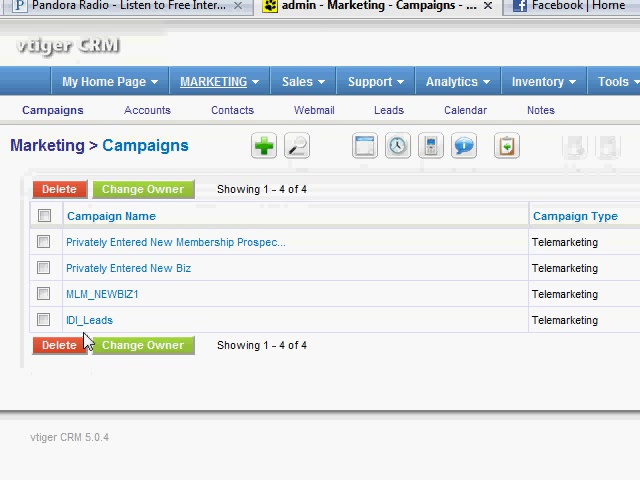 Pandora Radio - Listen to Free Inter... admin - Marketing - Campaigns - ... Facebook | Home
vtiger CRM
My Home Page MARKETING Sales Support Analytics Inventory Tools
Campaigns Accounts Contacts Webmail Leads Calendar Notes
Marketing > Campaigns
Delete Change Owner Showing 1 - 4 of 4
Campaign Name Campaign Type
Privately Entered New Membership Prospec... Telemarketing
Privately Entered New Biz Telemarketing
MLM_NEWBIZ1 Telemarketing
IDI_Leads Telemarketing
Delete Change Owner Showing 1 - 4 of 4
vtiger CRM 5.0.4